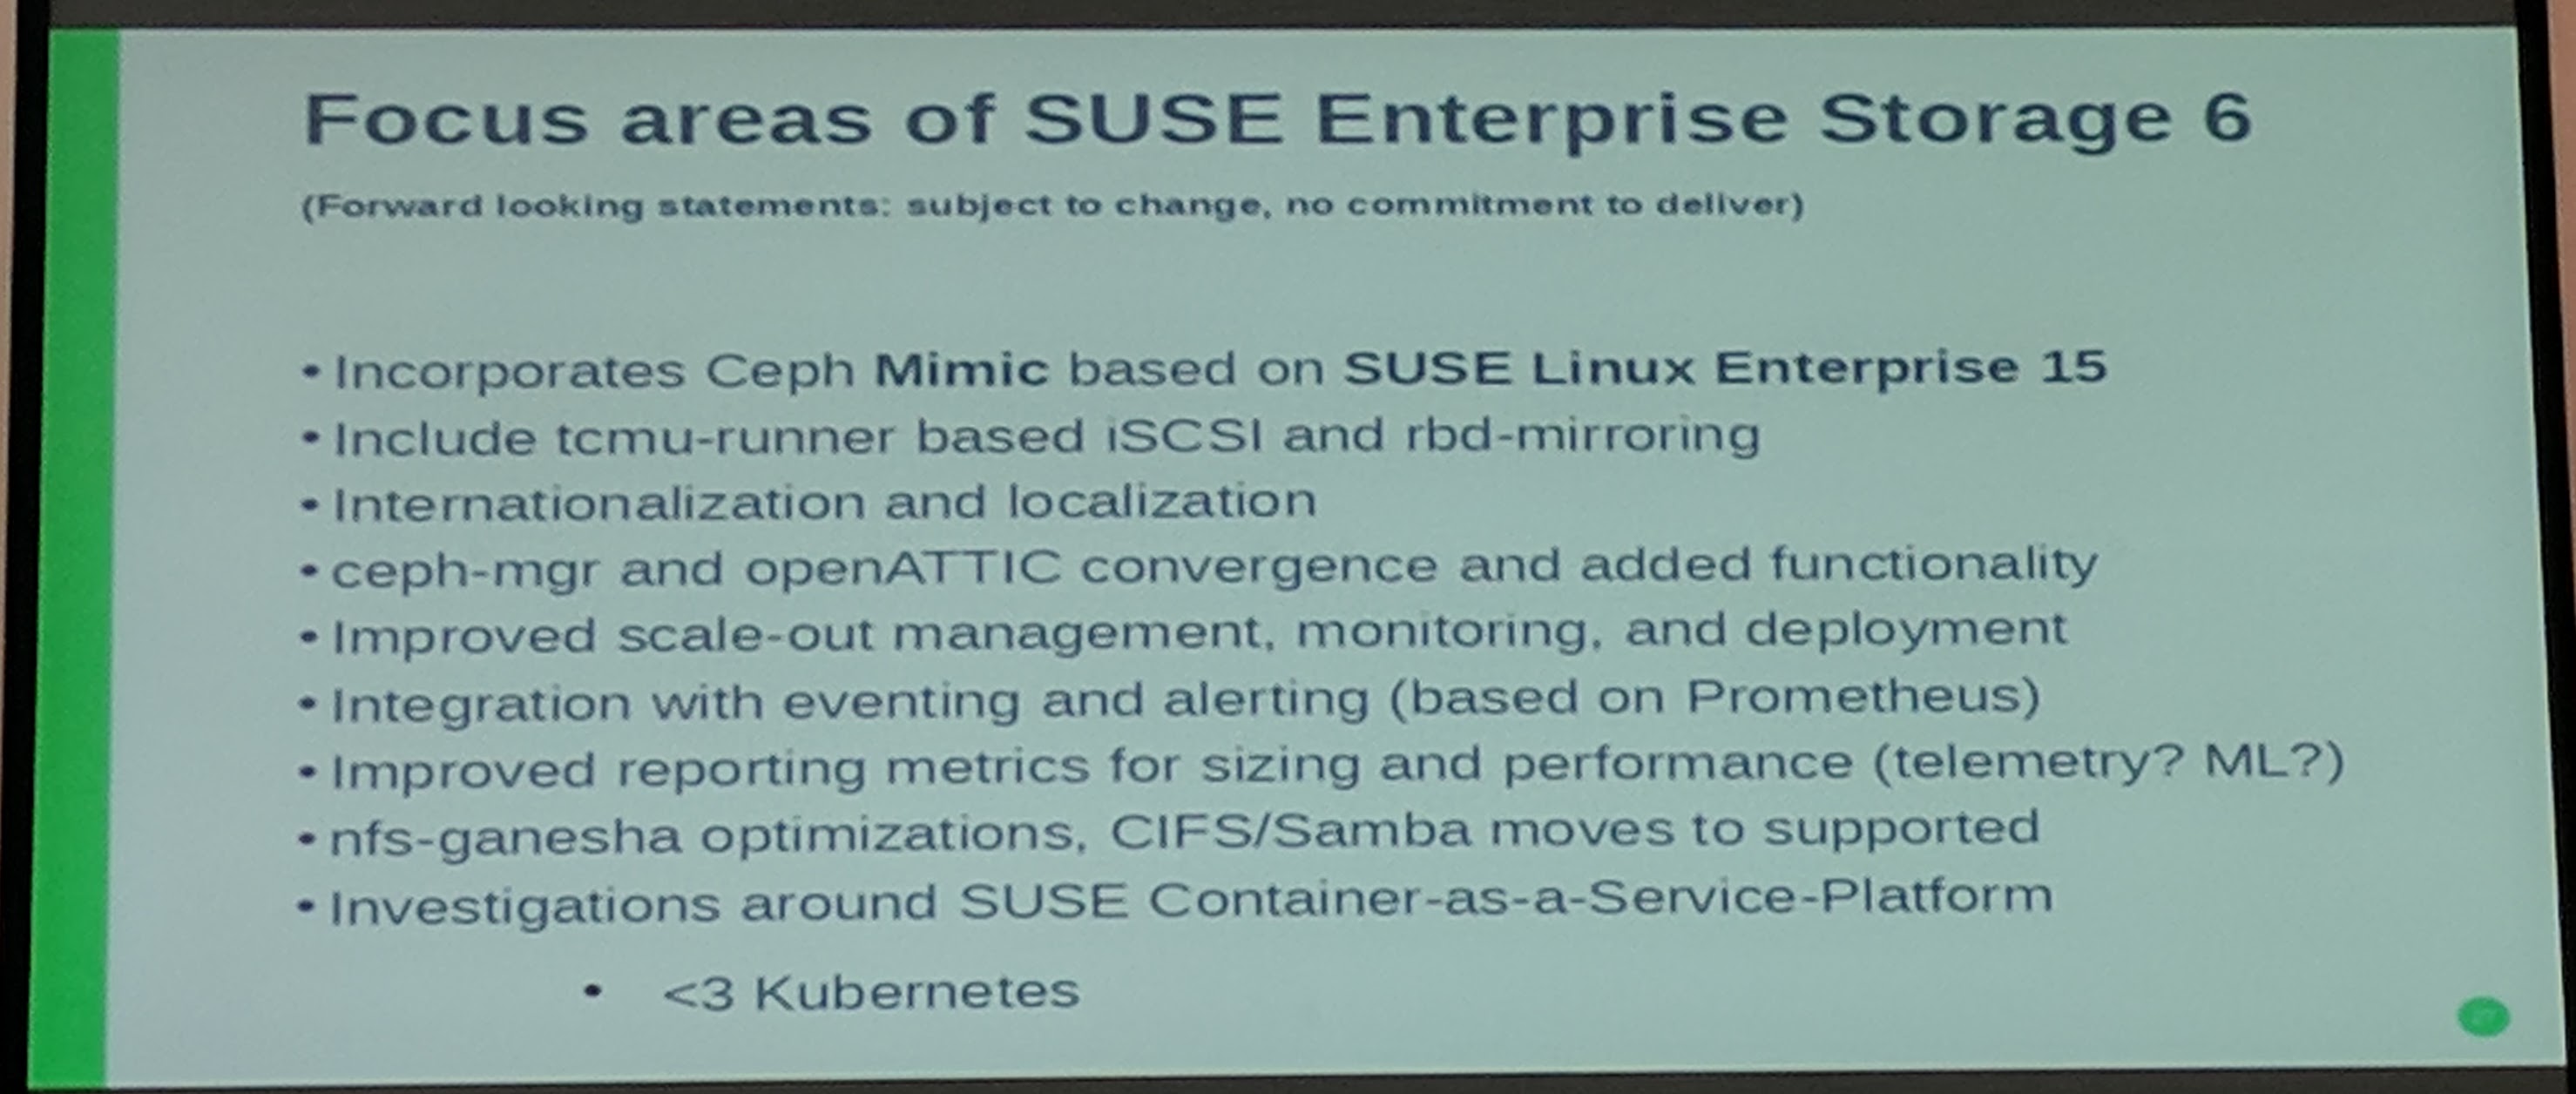 Focus areas of SUSE Enterprise Storage 6
(Forward looking statements: subject to change, no commitment to deliver)
• Incorporates Ceph Mimic based on SUSE Linux Enterprise 15
• Include tcmu-runner based iSCSI and rbd-mirroring
• Internationalization and localization
• ceph-mgr and openATTIC convergence and added functionality
• Improved scale-out management, monitoring, and deployment
• Integration with eventing and alerting (based on Prometheus)
• Improved reporting metrics for sizing and performance (telemetry? ML?)
• nfs-ganesha optimizations, CIFS/Samba moves to supported
• Investigations around SUSE Container-as-a-Service-Platform
• <3 Kubernetes